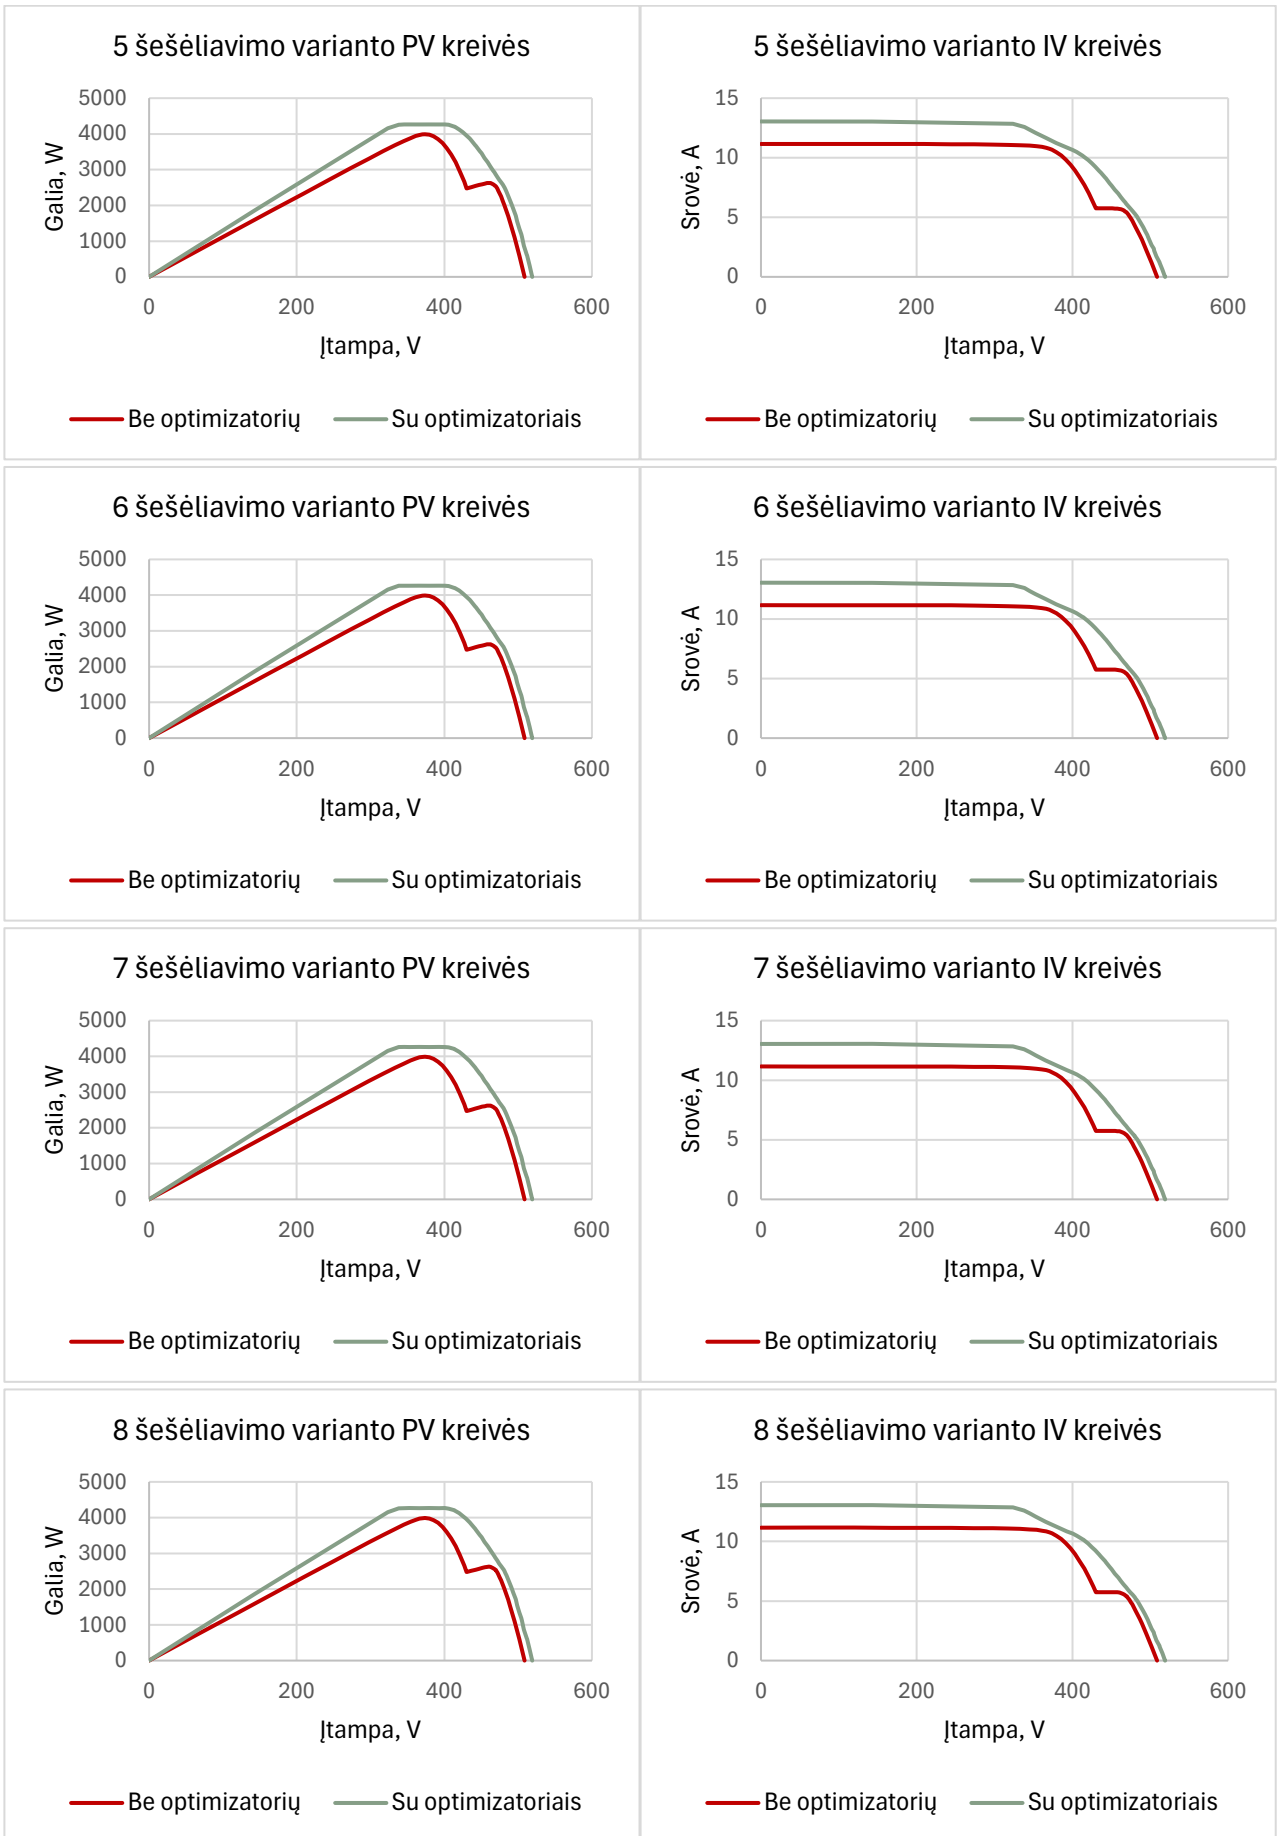 5 šešėliavimo varianto PV kreivės
5000
4000
3000
2000
1000
0
Galia, W
0 200 400 600
Įtampa, V
Be optimizatorių Su optimizatoriais
5 šešėliavimo varianto IV kreivės
15
10
5
0
Srovė, A
0 200 400 600
Įtampa, V
Be optimizatorių Su optimizatoriais
6 šešėliavimo varianto PV kreivės
5000
4000
3000
2000
1000
0
Galia, W
0 200 400 600
Įtampa, V
Be optimizatorių Su optimizatoriais
6 šešėliavimo varianto IV kreivės
15
10
5
0
Srovė, A
0 200 400 600
Įtampa, V
Be optimizatorių Su optimizatoriais
7 šešėliavimo varianto PV kreivės
5000
4000
3000
2000
1000
0
Galia, W
0 200 400 600
Įtampa, V
Be optimizatorių Su optimizatoriais
7 šešėliavimo varianto IV kreivės
15
10
5
0
Srovė, A
0 200 400 600
Įtampa, V
Be optimizatorių Su optimizatoriais
8 šešėliavimo varianto PV kreivės
5000
4000
3000
2000
1000
0
Galia, W
0 200 400 600
Įtampa, V
Be optimizatorių Su optimizatoriais
8 šešėliavimo varianto IV kreivės
15
10
5
0
Srovė, A
0 200 400 600
Įtampa, V
Be optimizatorių Su optimizatoriais